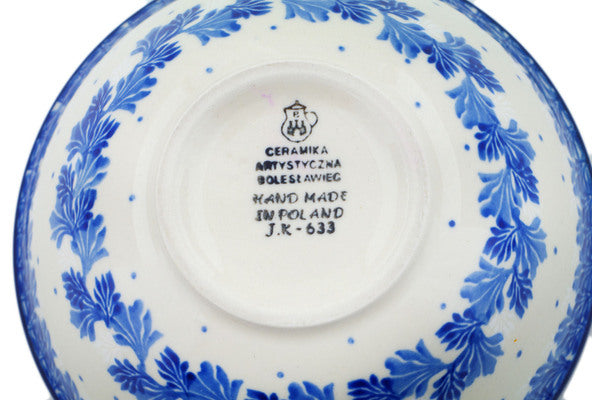 CERAMIKA
ARTYSTYCZNA
BOLESŁAWIEC
HAND MADE
IN POLAND
J.K-633